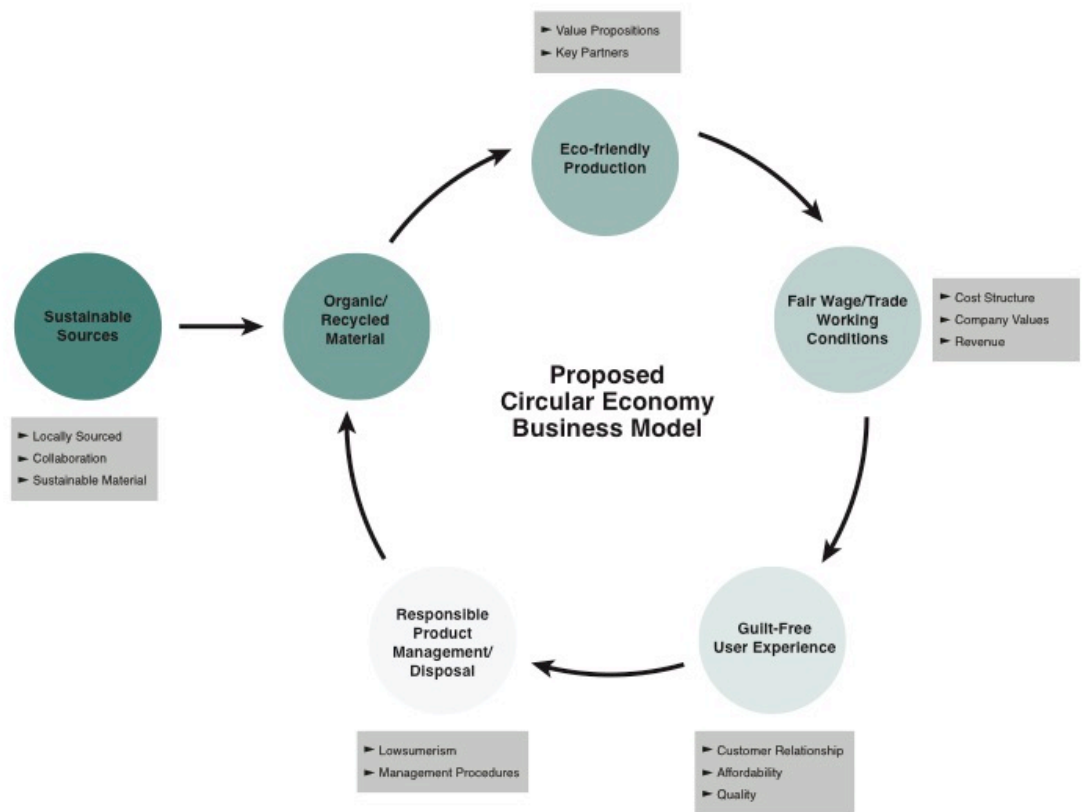 ► Value Propositions
► Key Partners
Eco-friendly
Production
Sustainable
Sources
Organic/
Recycled
Material
Fair Wage/Trade
Working
Conditions
► Cost Structure
► Company Values
► Revenue
Proposed
Circular Economy
Business Model
► Locally Sourced
► Collaboration
► Sustainable Material
Responsible
Product
Management/
Disposal
Guilt-Free
User Experience
► Lowsumerism
► Management Procedures
► Customer Relationship
► Affordability
► Quality